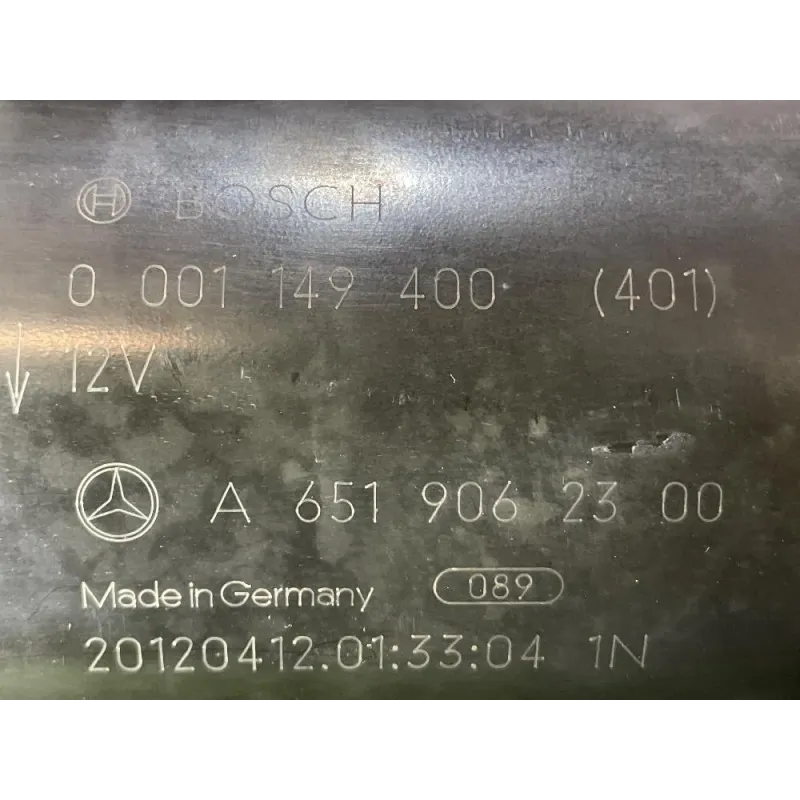 BOSCH
0 001 149 400 (401)
12V
A 651 906 23 00
Made in Germany 089
20120412.01:33:04 1N